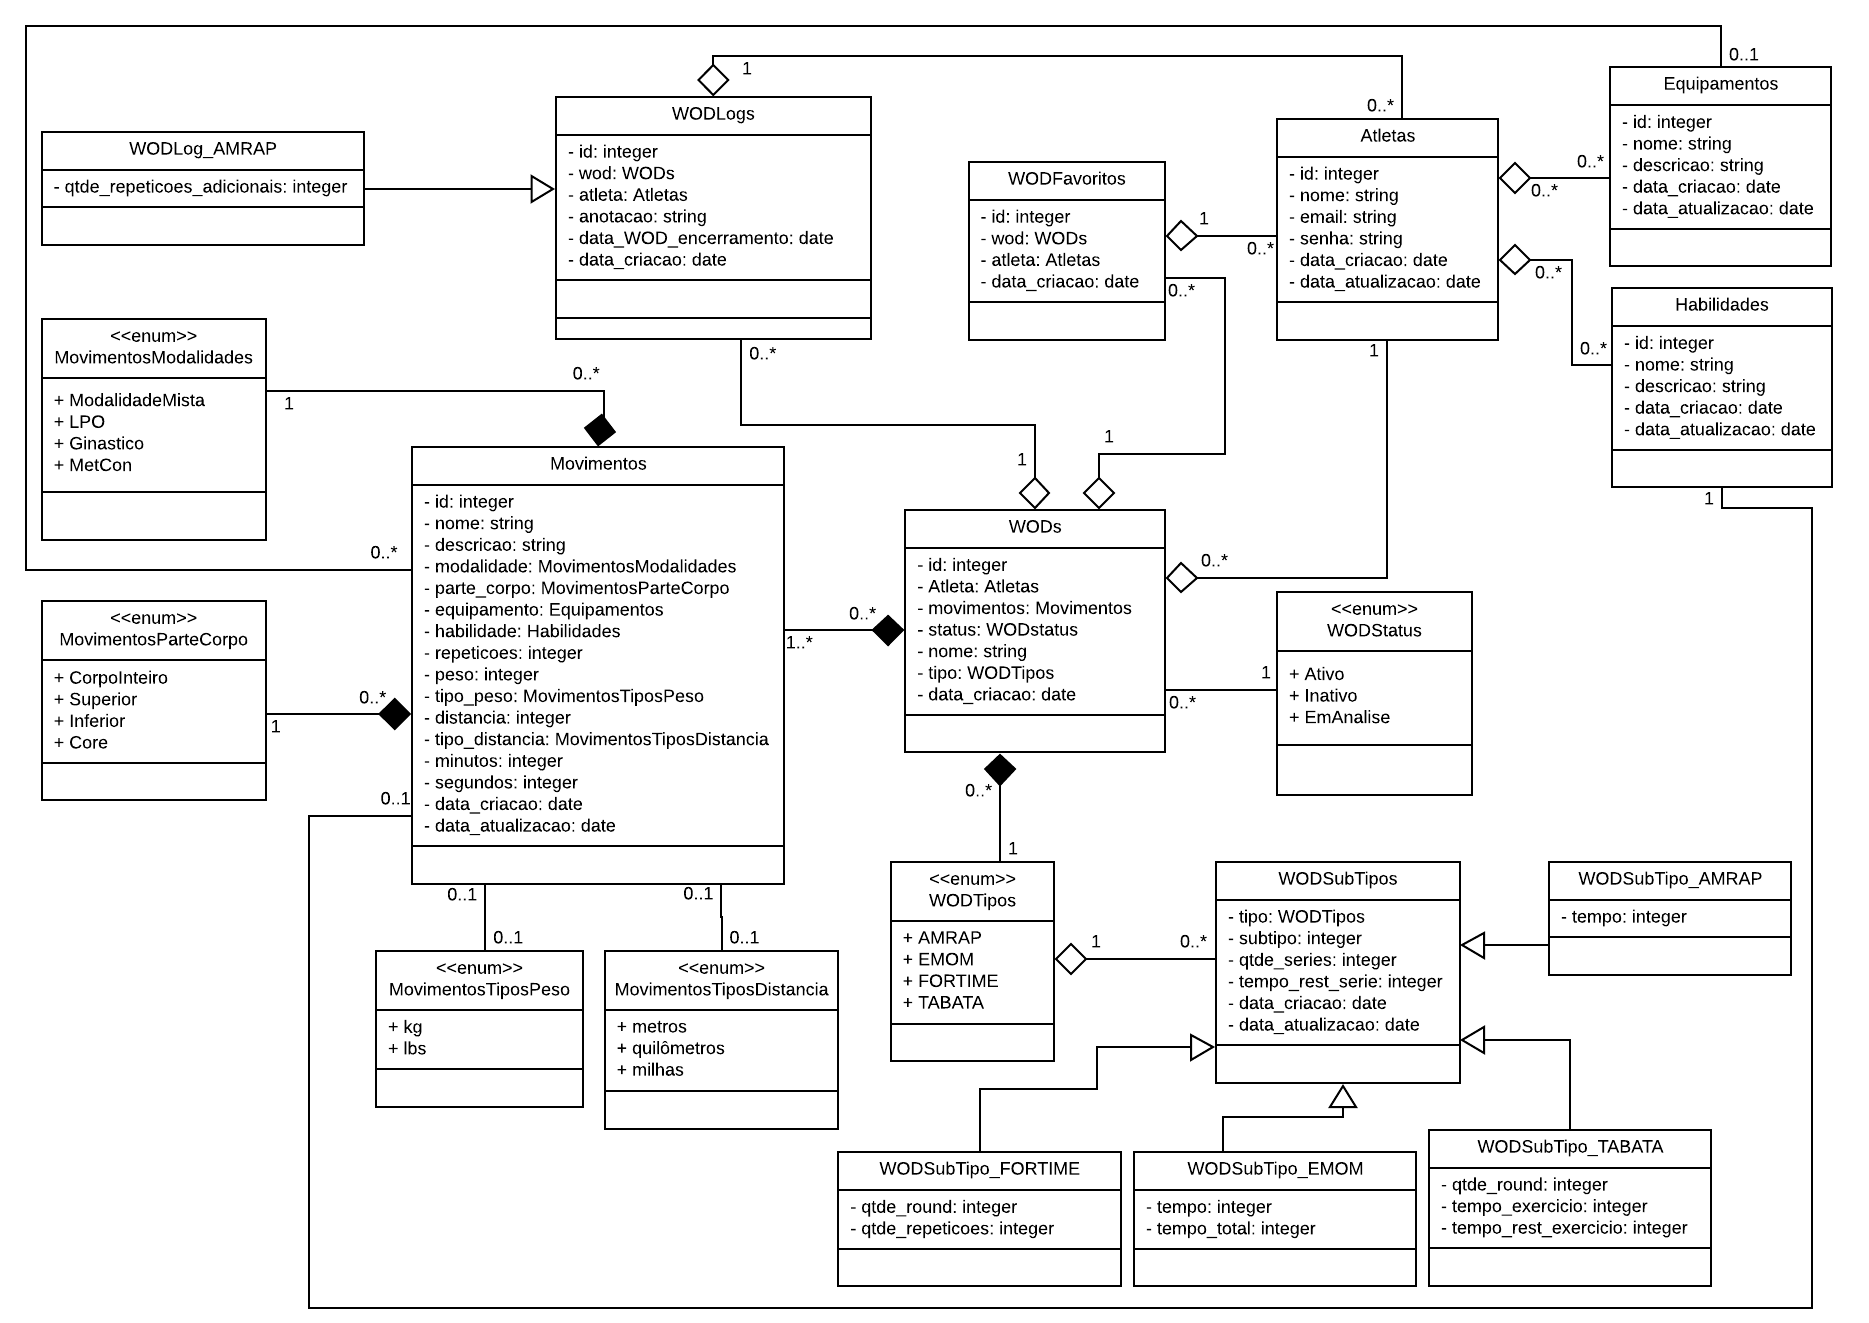 0..1
Equipamentos
- id: integer
- nome: string
- descricao: string
- data_criacao: date
- data_atualizacao: date
1
0..*
WODLogs
- id: integer
- wod: WODs
- atleta: Atletas
- anotacao: string
- data_WOD_encerramento: date
- data_criacao: date
WODLog_AMRAP
- qtde_repeticoes_adicionais: integer
WODFavoritos
- id: integer
- wod: WODs
- atleta: Atletas
- data_criacao: date
1
0..*
0..*
Atletas
- id: integer
- nome: string
- email: string
- senha: string
- data_criacao: date
- data_atualizacao: date
0..*
0..*
0..*
0..*
1
Habilidades
- id: integer
- nome: string
- descricao: string
- data_criacao: date
- data_atualizacao: date
1
<<enum>>
MovimentosModalidades
+ ModalidadeMista
+ LPO
+ Ginastico
+ MetCon
1
0..*
0..*
1
1
Movimentos
- id: integer
- nome: string
- descricao: string
- modalidade: MovimentosModalidades
- parte_corpo: MovimentosParteCorpo
- equipamento: Equipamentos
- habilidade: Habilidades
- repeticoes: integer
- peso: integer
- tipo_peso: MovimentosTiposPeso
- distancia: integer
- tipo_distancia: MovimentosTiposDistancia
- minutos: integer
- segundos: integer
- data_criacao: date
- data_atualizacao: date
0..*
<<enum>>
MovimentosParteCorpo
+ CorpoInteiro
+ Superior
+ Inferior
+ Core
1
0..*
0..1
1..*
0..*
WODs
- id: integer
- Atleta: Atletas
- movimentos: Movimentos
- status: WODstatus
- nome: string
- tipo: WODTipos
- data_criacao: date
0..*
<<enum>>
WODStatus
+ Ativo
+ Inativo
+ EmAnalise
1
0..*
0..*
1
0..1
0..1
0..1
0..1
<<enum>>
MovimentosTiposPeso
+ kg
+ lbs
<<enum>>
MovimentosTiposDistancia
+ metros
+ quilômetros
+ milhas
<<enum>>
WODTipos
+ AMRAP
+ EMOM
+ FORTIME
+ TABATA
1
0..*
WODSubTipos
- tipo: WODTipos
- subtipo: integer
- qtde_series: integer
- tempo_rest_serie: integer
- data_criacao: date
- data_atualizacao: date
WODSubTipo_AMRAP
- tempo: integer
WODSubTipo_FORTIME
- qtde_round: integer
- qtde_repeticoes: integer
WODSubTipo_EMOM
- tempo: integer
- tempo_total: integer
WODSubTipo_TABATA
- qtde_round: integer
- tempo_exercicio: integer
- tempo_rest_exercicio: integer